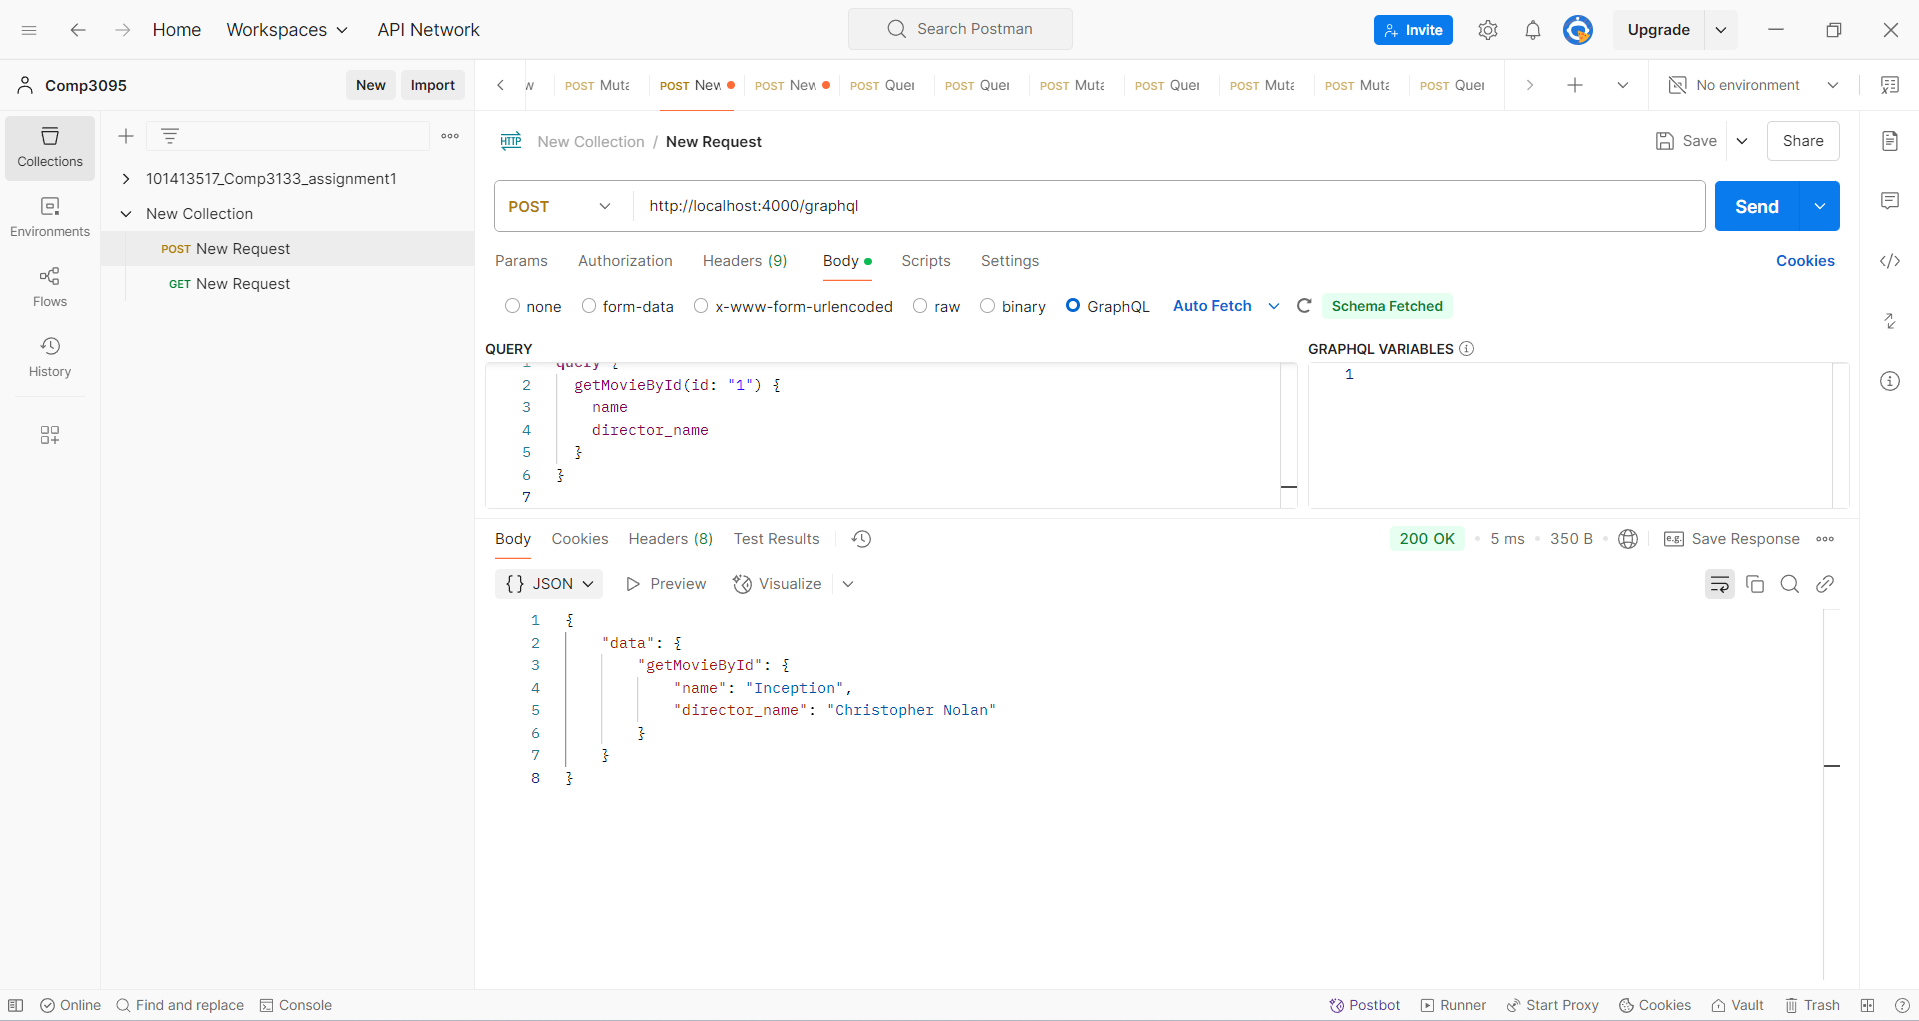 Home
Workspaces
API Network
Search Postman
Invite
Upgrade
Comp3095
New
Import
POST Muta
POST New
POST New
POST Quer
POST Quer
POST Muta
POST Quer
POST Muta
POST Muta
POST Quer
No environment
Collections
Environments
Flows
History
101413517_Comp3133_assignment1
New Collection
POST New Request
GET New Request
HTTP New Collection / New Request
Save
Share
POST
http://localhost:4000/graphql
Send
Params
Authorization
Headers (9)
Body
Scripts
Settings
Cookies
none
form-data
x-www-form-urlencoded
raw
binary
GraphQL
Auto Fetch
Schema Fetched
QUERY
1 query {
2 getMovieById(id: "1") {
3 name
4 director_name
5 }
6 }
7
GRAPHQL VARIABLES
1
Body
Cookies
Headers (8)
Test Results
200 OK
5 ms
350 B
e.g. Save Response
{} JSON
Preview
Visualize
1 {
2 "data": {
3 "getMovieById": {
4 "name": "Inception",
5 "director_name": "Christopher Nolan"
6 }
7 }
8 }
Online
Find and replace
Console
Postbot
Runner
Start Proxy
Cookies
Vault
Trash